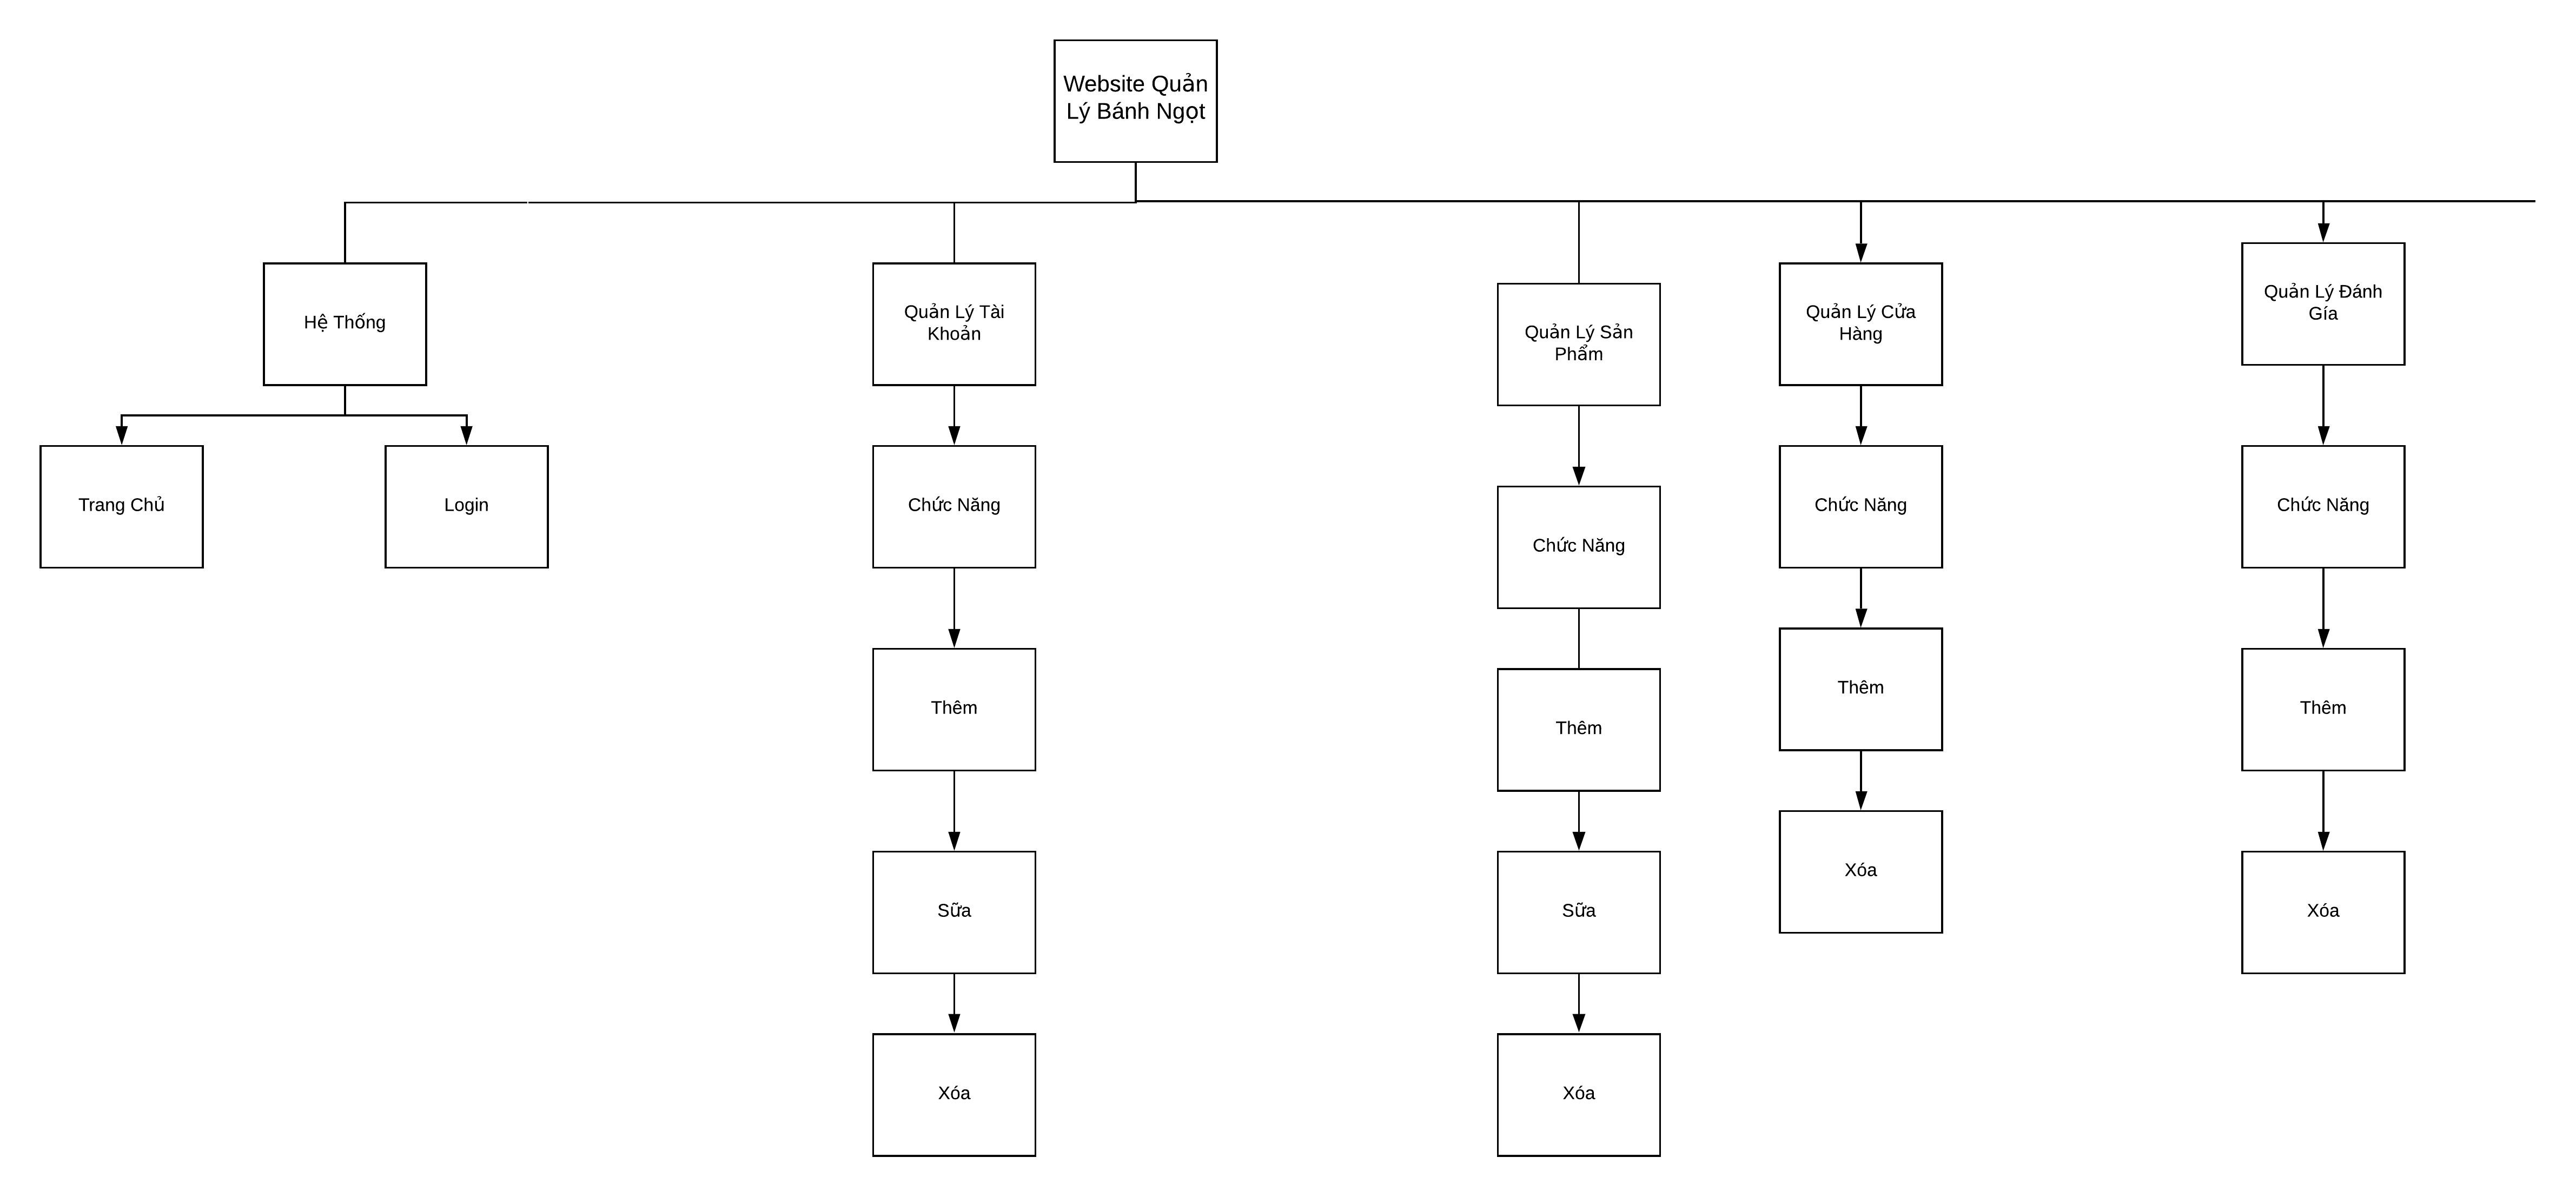 Website Quản
Lý Bánh Ngọt
Hệ Thống
Quản Lý Tài
Khoản
Quản Lý Sản
Phẩm
Quản Lý Cửa
Hàng
Quản Lý Đánh
Gía
Trang Chủ
Login
Chức Năng
Chức Năng
Chức Năng
Chức Năng
Thêm
Thêm
Thêm
Thêm
Sữa
Sữa
Xóa
Xóa
Xóa
Xóa